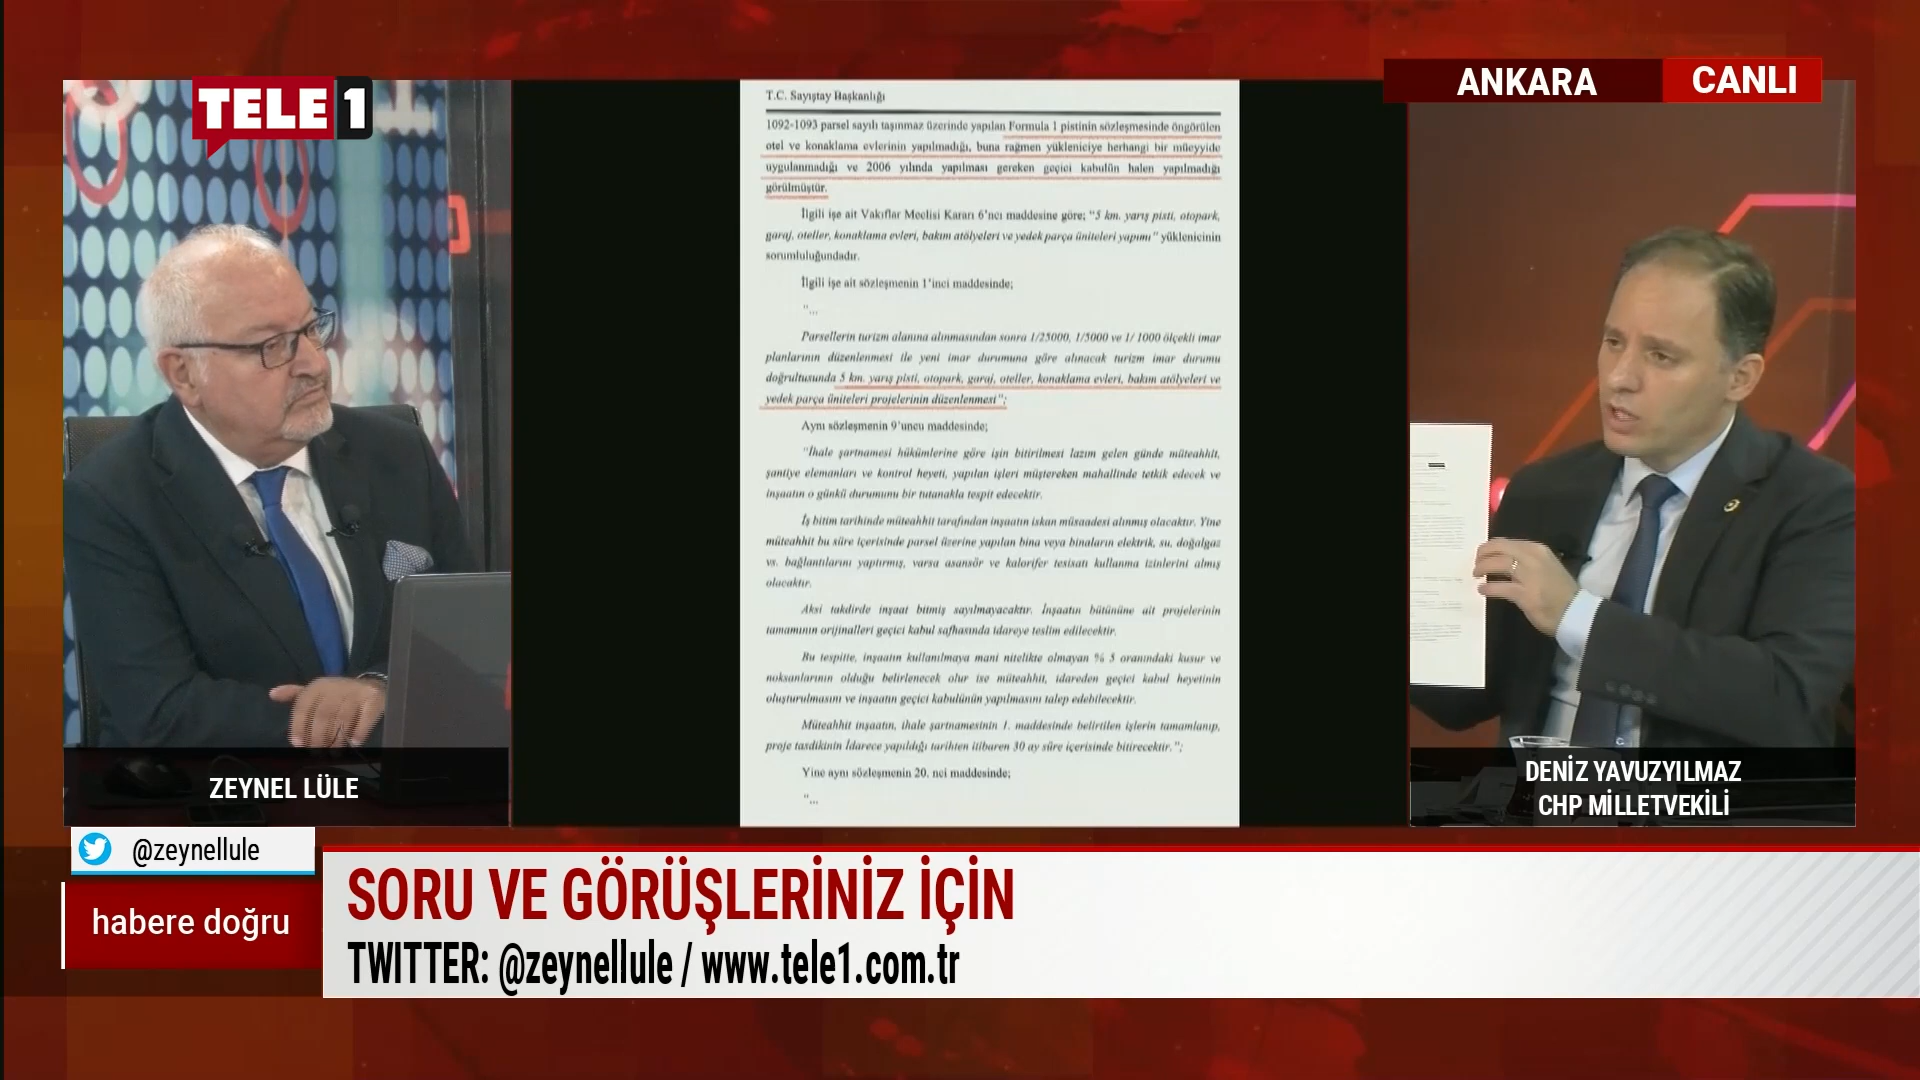 TELE 1
ANKARA
CANLI
T.C. Sayıştay Başkanlığı
1092-1093 parsel sayılı taşınmaz üzerinde yapılan Formula 1 pistinin sözleşmesinde öngörülen
otel ve konaklama evlerinin yapılmadığı, buna rağmen yükleniciye herhangi bir müeyyide
uygulanmadığı ve 2006 yılında yapılması gereken geçici kabulün halen yapılmadığı
görülmüştür.
İlgili işe ait Vakıflar Meclisi Kararı 6'ncı maddesine göre; "5 km. yarış pisti, otopark,
garaj, oteller, konaklama evleri, bakım atölyeleri ve yedek parça üniteleri yapımı" yüklenicinin
sorumluluğundadır.
İlgili işe ait sözleşmenin 1'inci maddesinde;
"...
Parsellerin turizm alanına alınmasından sonra 1/25000, 1/5000 ve 1/ 1000 ölçekli imar
planlarının düzenlenmesi ile yeni imar durumuna göre alınacak turizm imar durumu
doğrultusunda 5 km. yarış pisti, otopark, garaj, oteller, konaklama evleri, bakım atölyeleri ve
yedek parça üniteleri projelerinin düzenlenmesi";
Aynı sözleşmenin 9'uncu maddesinde;
"İhale şartnamesi hükümlerine göre işin bitirilmesi lazım gelen günde müteahhit,
şantiye elemanları ve kontrol heyeti, yapılan işleri müştereken mahallinde tetkik edecek ve
inşaatın o günkü durumunu bir tutanakla tespit edecektir.
İş bitim tarihinde müteahhit tarafından inşaatın iskan müsaadesi alınmış olacaktır. Yine
müteahhit bu süre içerisinde parsel üzerine yapılan bina veya binaların elektrik, su, doğalgaz
vs. bağlantılarını yaptırmış, varsa asansör ve kalorifer tesisatı kullanma izinlerini almış
olacaktır.
Aksi takdirde inşaat bitmiş sayılmayacaktır. İnşaatın bütününe ait projelerinin
tamamının orijinalleri geçici kabul safhasında idareye teslim edilecektir.
Bu tespitte, inşaatın kullanılmaya mani nitelikte olmayan % 5 oranındaki kusur ve
noksanlarının olduğu belirlenecek olur ise müteahhit, idareden geçici kabul heyetinin
oluşturulmasını ve inşaatın geçici kabulünün yapılmasını talep edebilecektir.
Müteahhit inşaatın, ihale şartnamesinin 1. maddesinde belirtilen işlerin tamamlanıp,
proje tasdikinin İdarece yapıldığı tarihten itibaren 30 ay süre içerisinde bitirecektir.";
Yine aynı sözleşmenin 20. nci maddesinde;
"...
ZEYNEL LÜLE
DENİZ YAVUZYILMAZ
CHP MİLLETVEKİLİ
@zeynellule
habere doğru
SORU VE GÖRÜŞLERİNİZ İÇİN
TWITTER: @zeynellule / www.tele1.com.tr